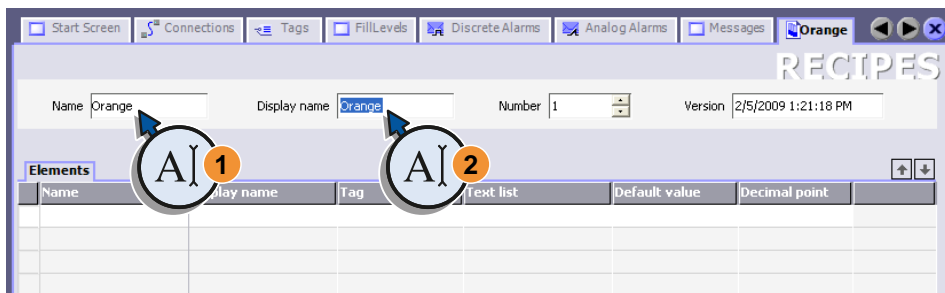 Start Screen Connections Tags FillLevels Discrete Alarms Analog Alarms Messages Orange
RECIPES
Name Orange Display name Orange Number 1 Version 2/5/2009 1:21:18 PM
A 1 A 2
Elements
Name play name Tag Text list Default value Decimal point